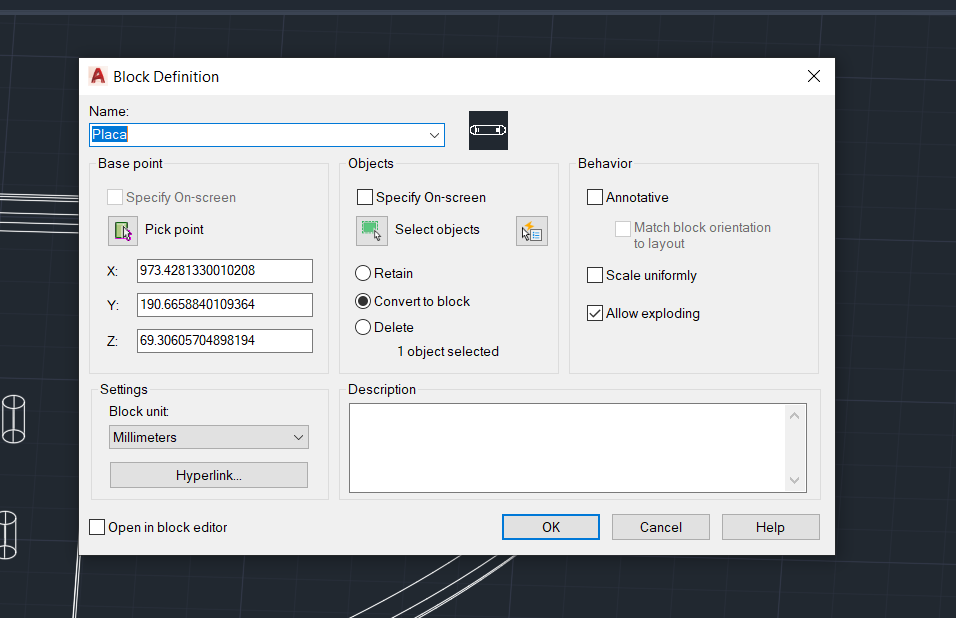 Block Definition
Name:
Placa
Base point
Specify On-screen
Pick point
X:
973.4281330010208
Y:
190.6658840109364
Z:
69.30605704898194
Objects
Specify On-screen
Select objects
Retain
Convert to block
Delete
1 object selected
Behavior
Annotative
Match block orientation
to layout
Scale uniformly
Allow exploding
Settings
Block unit:
Millimeters
Hyperlink...
Description
Open in block editor
OK
Cancel
Help